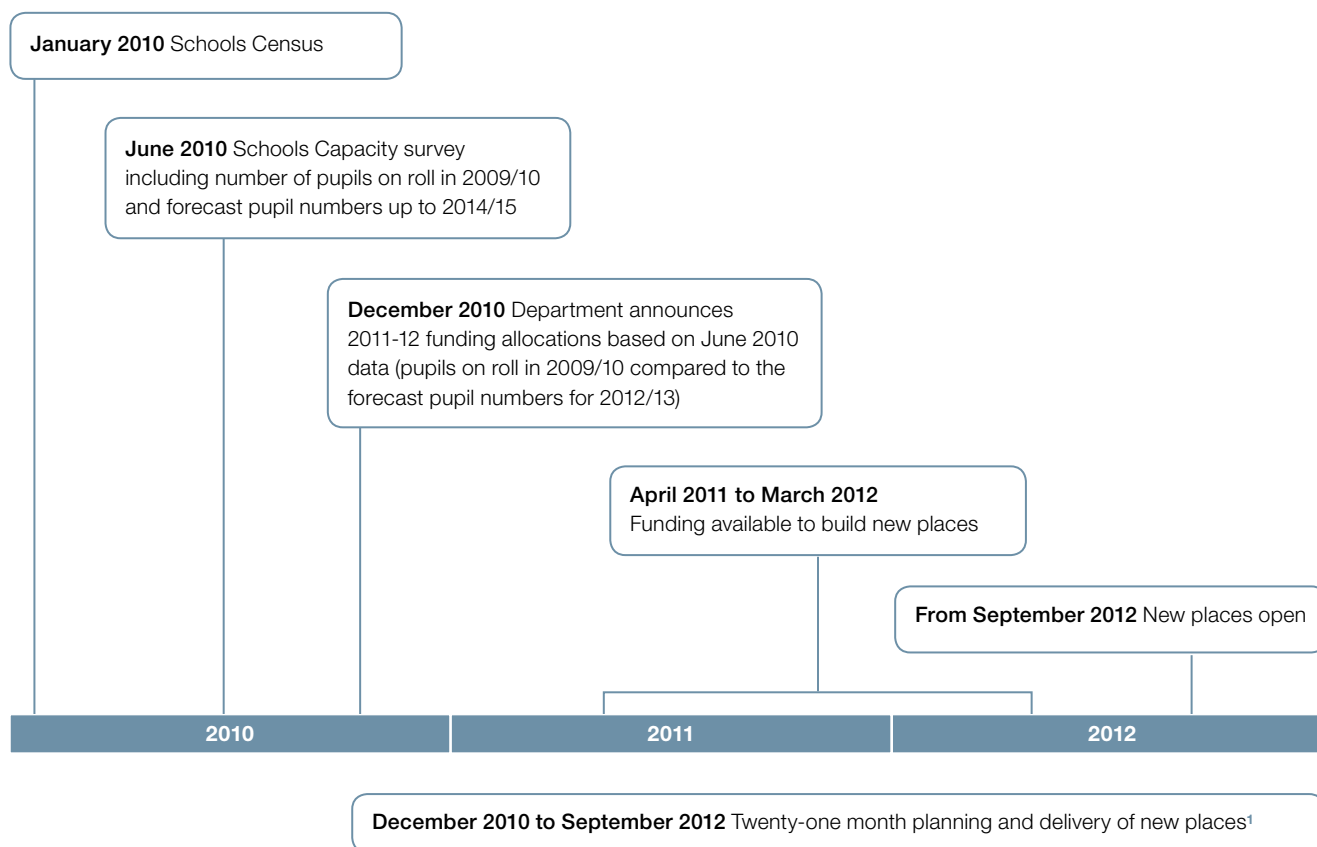 January 2010 Schools Census
June 2010 Schools Capacity survey
including number of pupils on roll in 2009/10
and forecast pupil numbers up to 2014/15
December 2010 Department announces
2011-12 funding allocations based on June 2010
data (pupils on roll in 2009/10 compared to the
forecast pupil numbers for 2012/13)
April 2011 to March 2012
Funding available to build new places
From September 2012 New places open
2010 2011 2012
December 2010 to September 2012 Twenty-one month planning and delivery of new places¹